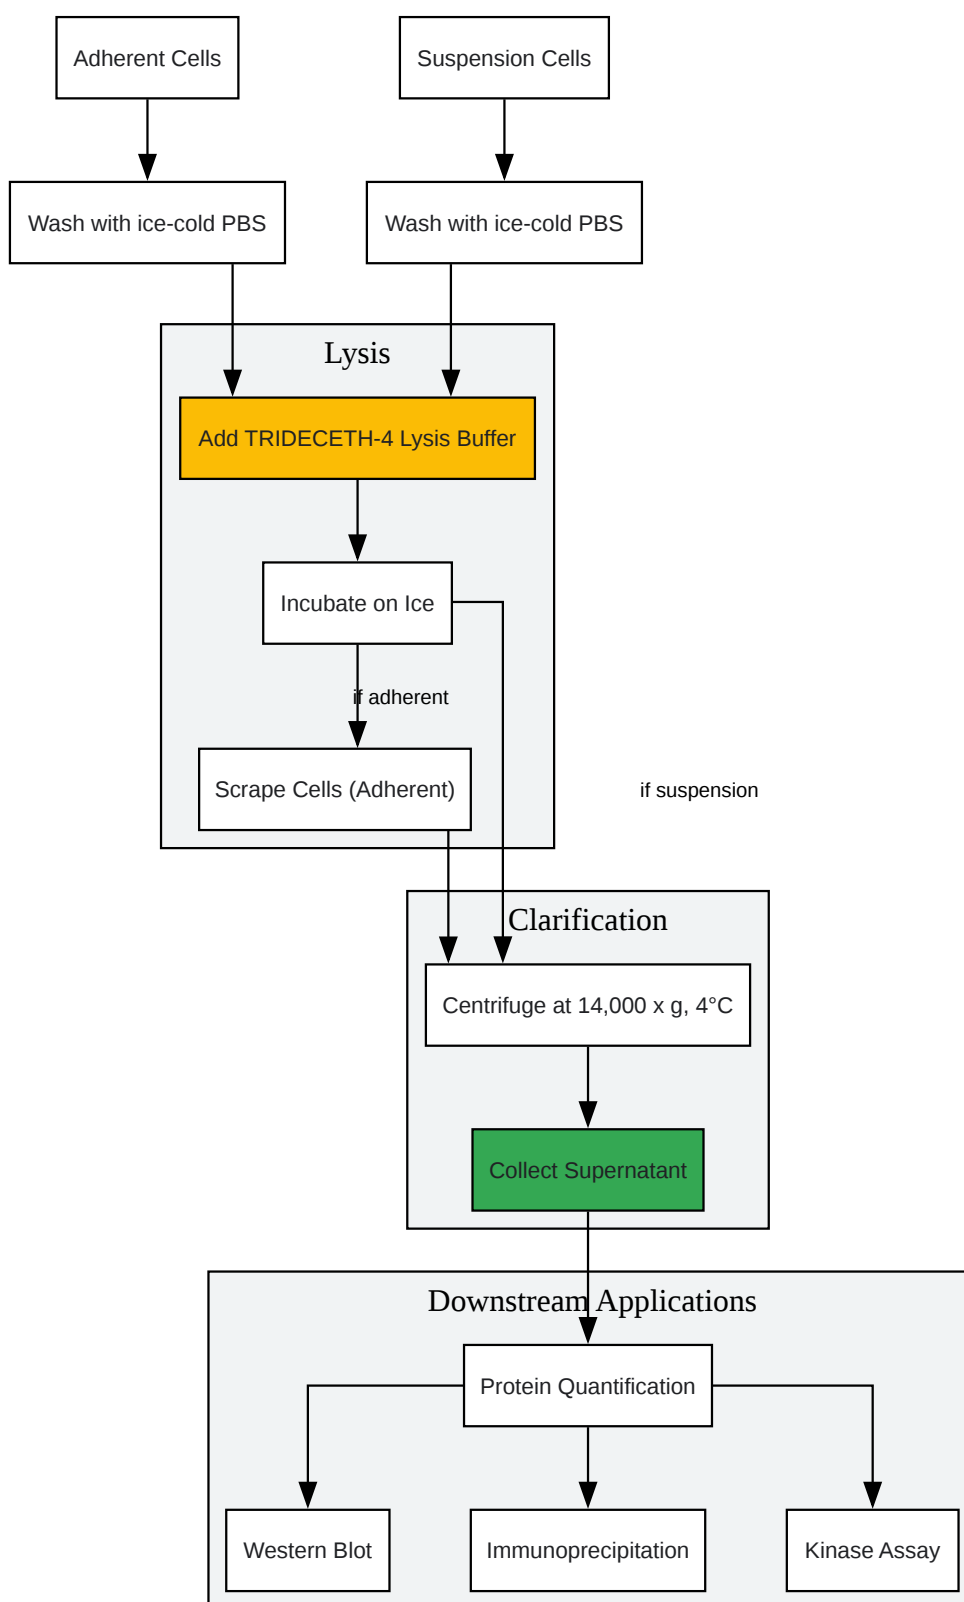 Adherent Cells
Suspension Cells
Wash with ice-cold PBS
Wash with ice-cold PBS
Lysis
Add TRIDECETH-4 Lysis Buffer
Incubate on Ice
if adherent
Scrape Cells (Adherent)
if suspension
Clarification
Centrifuge at 14,000 x g, 4°C
Collect Supernatant
Downstream Applications
Protein Quantification
Western Blot
Immunoprecipitation
Kinase Assay